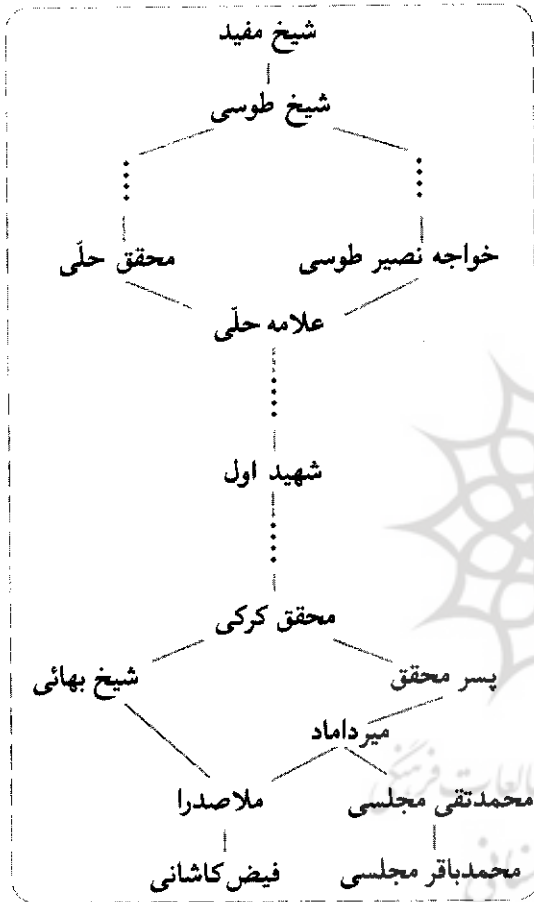 شیخ مفید
شیخ طوسی
خواجه نصیر طوسی
محقق حلّی
علامه حلّی
شهید اول
محقق کرکی
پسر محقق
شیخ بهائی
میرداماد
محمدتقی مجلسی
ملاصدرا
محمدباقر مجلسی
فیض کاشانی